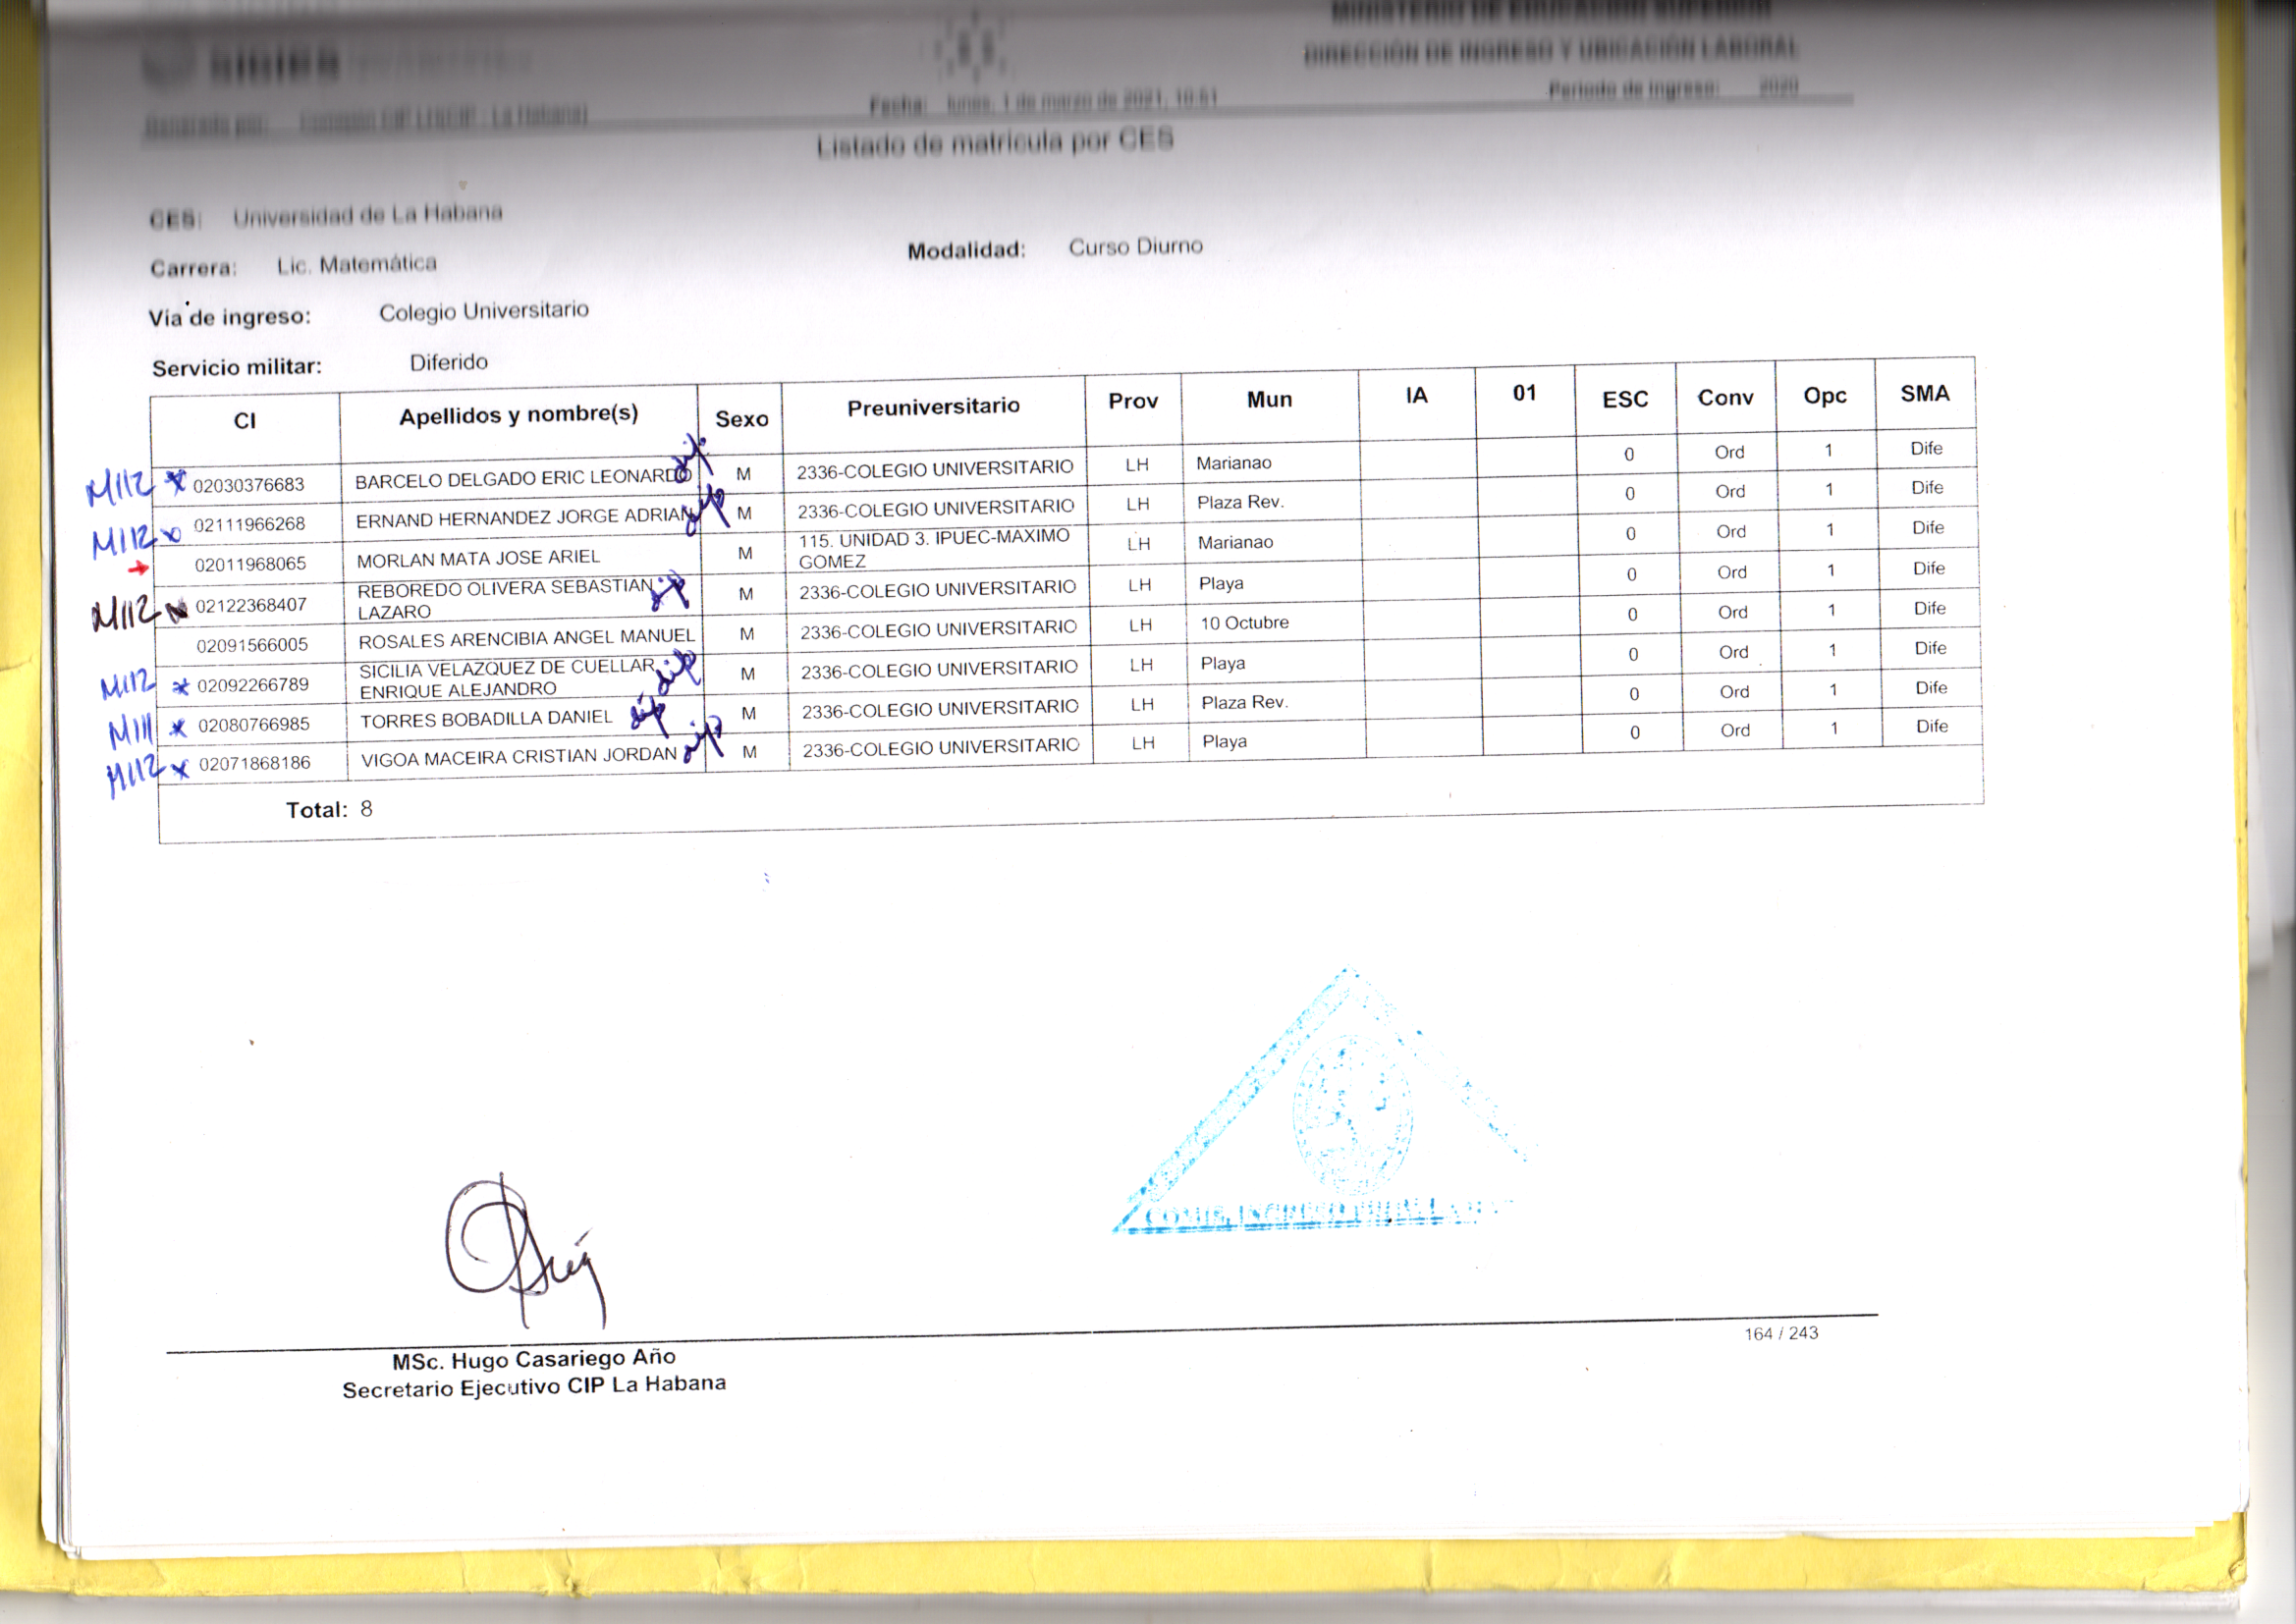 MINISTERIO DE EDUCACIÓN SUPERIOR
SIGIES
DIRECCIÓN DE INGRESO Y UBICACIÓN LABORAL
Generado por: La Habana)
Fecha: lunes, 1 de marzo de 2021, 10:51
Periodo de ingreso: 2020
Listado de matrícula por CES
CES: Universidad de La Habana
Carrera: Lic. Matemática
Modalidad: Curso Diurno
Vía de ingreso: Colegio Universitario
Servicio militar: Diferido
CI Apellidos y nombre(s) Sexo Preuniversitario Prov Mun IA 01 ESC Conv Opc SMA
M112 x 02030376683 BARCELO DELGADO ERIC LEONARDO dif. M 2336-COLEGIO UNIVERSITARIO LH Marianao 0 Ord 1 Dife
M112 x 02111966268 ERNAND HERNANDEZ JORGE ADRIAN dif M 2336-COLEGIO UNIVERSITARIO LH Plaza Rev. 0 Ord 1 Dife
→ 02011968065 MORLAN MATA JOSE ARIEL M 115. UNIDAD 3. IPUEC-MAXIMO GOMEZ LH Marianao 0 Ord 1 Dife
M112 x 02122368407 REBOREDO OLIVERA SEBASTIAN LAZARO dif M 2336-COLEGIO UNIVERSITARIO LH Playa 0 Ord 1 Dife
02091566005 ROSALES ARENCIBIA ANGEL MANUEL M 2336-COLEGIO UNIVERSITARIO LH 10 Octubre 0 Ord 1 Dife
M112 x 02092266789 SICILIA VELAZQUEZ DE CUELLAR ENRIQUE ALEJANDRO dif M 2336-COLEGIO UNIVERSITARIO LH Playa 0 Ord 1 Dife
M111 x 02080766985 TORRES BOBADILLA DANIEL dif M 2336-COLEGIO UNIVERSITARIO LH Plaza Rev. 0 Ord 1 Dife
M112 x 02071868186 VIGOA MACEIRA CRISTIAN JORDAN dif M 2336-COLEGIO UNIVERSITARIO LH Playa 0 Ord 1 Dife
Total: 8
164 / 243
MSc. Hugo Casariego Año
Secretario Ejecutivo CIP La Habana